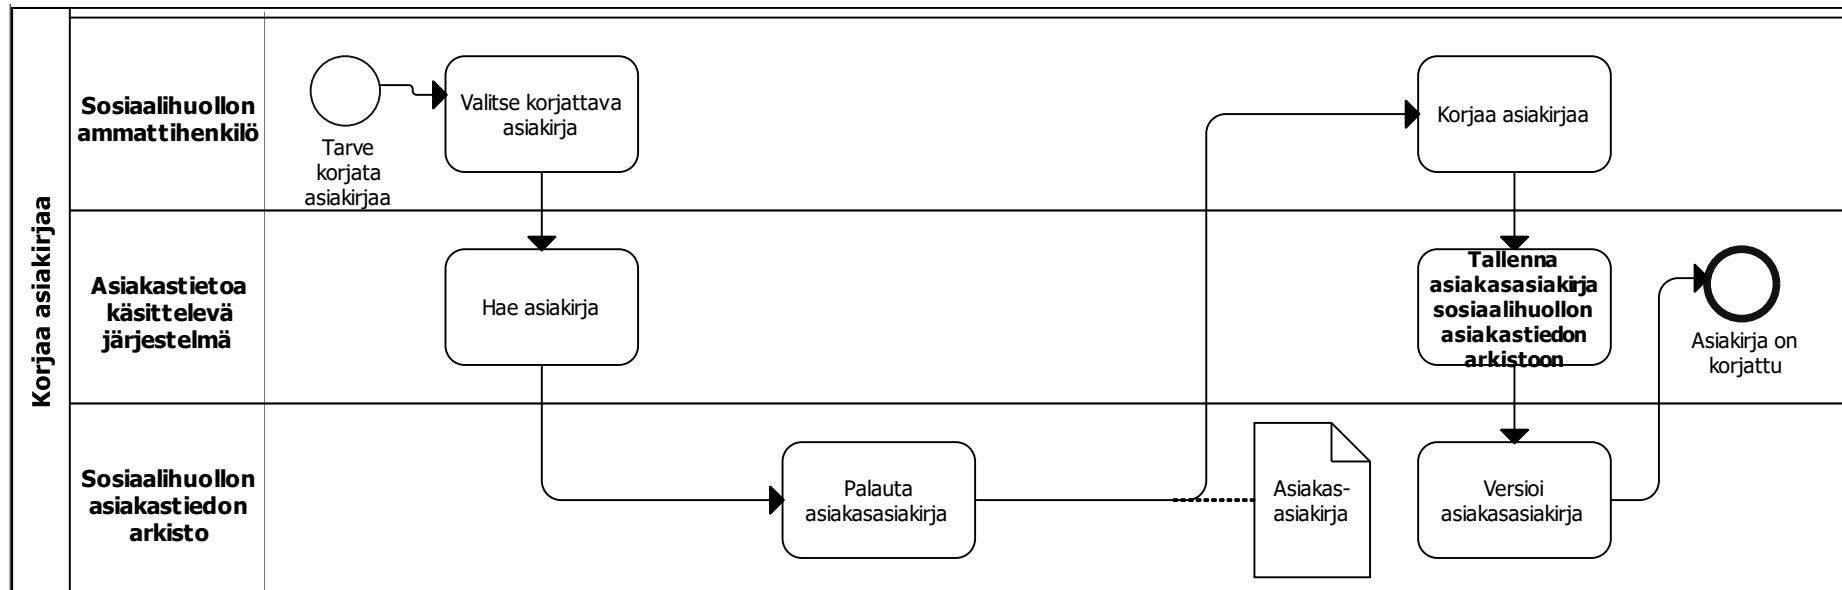 Korjaa asiakirjaa
Sosiaalihuollon
ammattihenkilö
Tarve
korjata
asiakirjaa
Valitse korjattava
asiakirja
Korjaa asiakirjaa
Asiakastietoa
käsittelevä
järjestelmä
Hae asiakirja
Tallenna
asiakasasiakirja
sosiaalihuollon
asiakastiedon
arkistoon
Asiakirja on
korjattu
Sosiaalihuollon
asiakastiedon
arkisto
Palauta
asiakasasiakirja
Asiakas-
asiakirja
Versioi
asiakasasiakirja